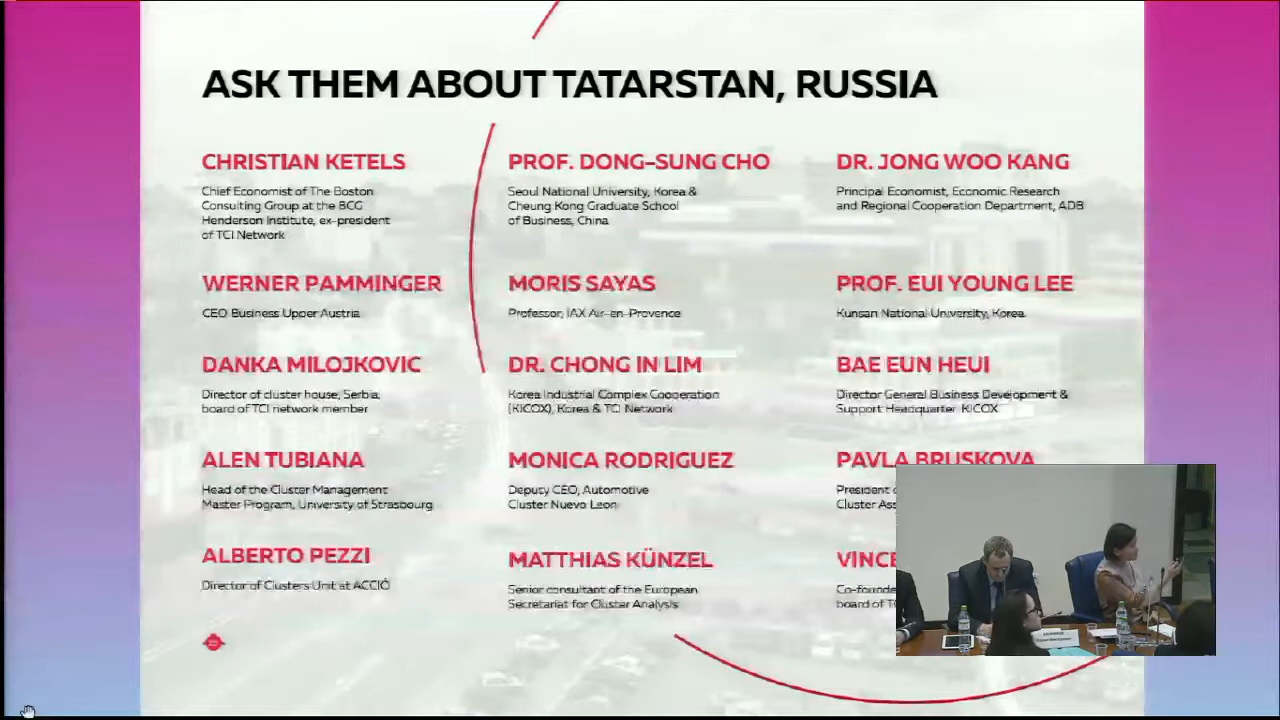 ASK THEM ABOUT TATARSTAN, RUSSIA
CHRISTIAN KETELS
Chief Economist of The Boston
Consulting Group at the BCG
Henderson Institute, ex-president
of TCI Network
PROF. DONG-SUNG CHO
Seoul National University, Korea &
Cheung Kong Graduate School
of Business, China
DR. JONG WOO KANG
Principal Economist, Economic Research
and Regional Cooperation Department, ADB
WERNER PAMMINGER
CEO Business Upper Austria
MORIS SAYAS
Professor, IAX Air-en-Provence
PROF. EUI YOUNG LEE
Kunsan National University, Korea
DANKA MILOJKOVIC
Director of cluster house, Serbia,
board of TCI network member
DR. CHONG IN LIM
Korea Industrial Complex Cooperation
(KICOX), Korea & TCI Network
BAE EUN HEUI
Director General Business Development &
Support Headquarter KICOX
ALEN TUBIANA
Head of the Cluster Management
Master Program, University of Strasbourg
MONICA RODRIGUEZ
Deputy CEO, Automotive
Cluster Nuevo Leon
PAVLA BRUSKOVA
President
Cluster
ALBERTO PEZZI
Director of Clusters Unit at ACCIÓ
MATTHIAS KÜNZEL
Senior consultant of the European
Secretariat for Cluster Analysis
VINCE
Co-founde
board of